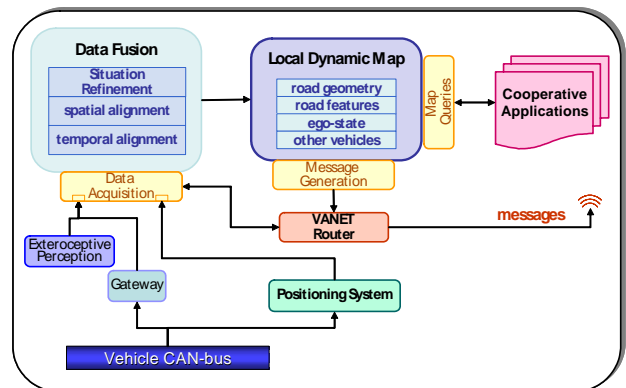 Data Fusion
Situation
Refinement
spatial alignment
temporal alignment
Data
Acquisition
Local Dynamic Map
road geometry
road features
ego-state
other vehicles
Map
Queries
Cooperative
Applications
Message
Generation
VANET
Router
messages
Exteroceptive
Perception
Gateway
Positioning System
Vehicle CAN-bus